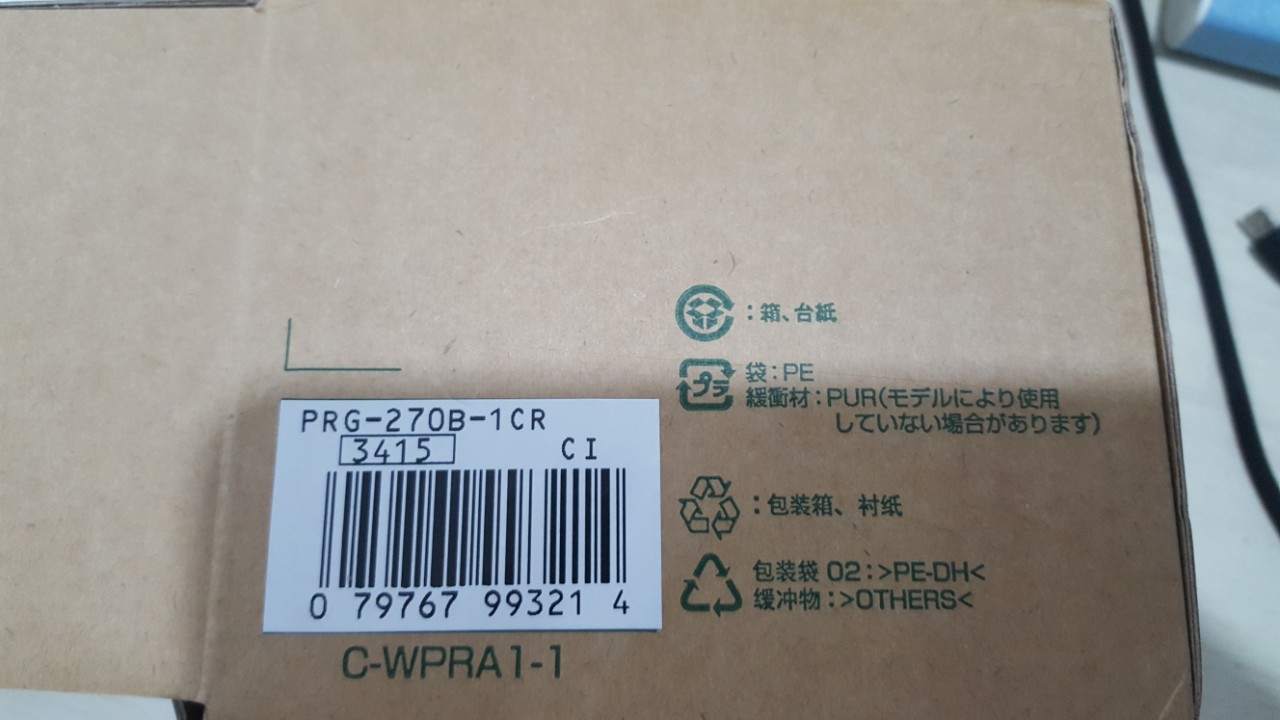 PRG-270B-1CR
3415 CI
0 79767 99321 4
C-WPRA1-1
:箱、台紙
プラ
袋:PE
緩衝材:PUR(モデルにより使用
していない場合があります)
:包装箱、衬纸
包装袋 02:>PE-DH<
缓冲物:>OTHERS<